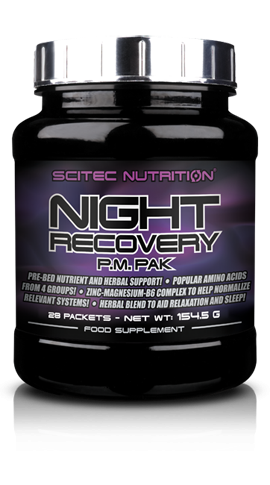 SCITEC NUTRITION
NIGHT
RECOVERY
P.M. PAK
PRE-BED NUTRIENT AND HERBAL SUPPORT! • POPULAR AMINO ACIDS
FROM 4 GROUPS! • ZINC-MAGNESIUM-B6 COMPLEX TO HELP NORMALIZE
RELEVANT SYSTEMS! • HERBAL BLEND TO AID RELAXATION AND SLEEP!
28 PACKETS - NET WT: 154.5 G
FOOD SUPPLEMENT